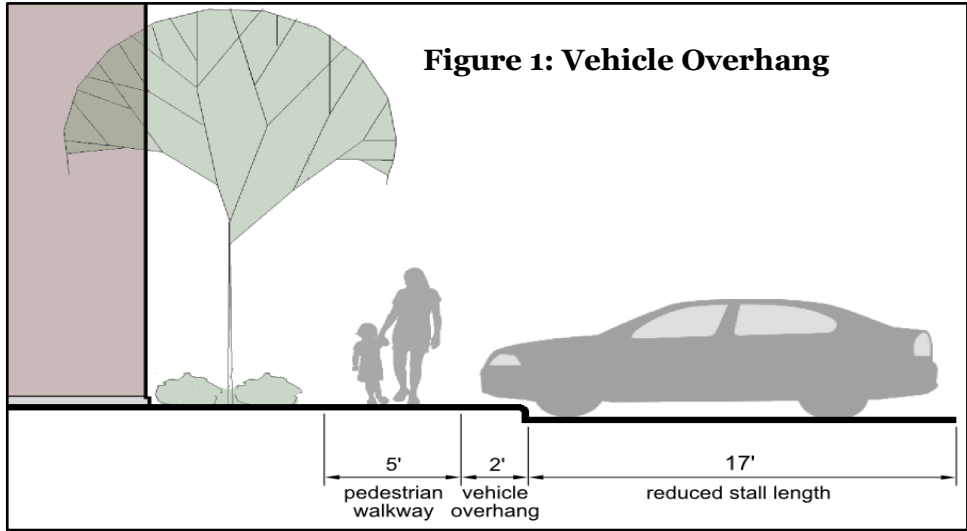 Figure 1: Vehicle Overhang
5'
2'
17'
pedestrian
walkway
vehicle
overhang
reduced stall length